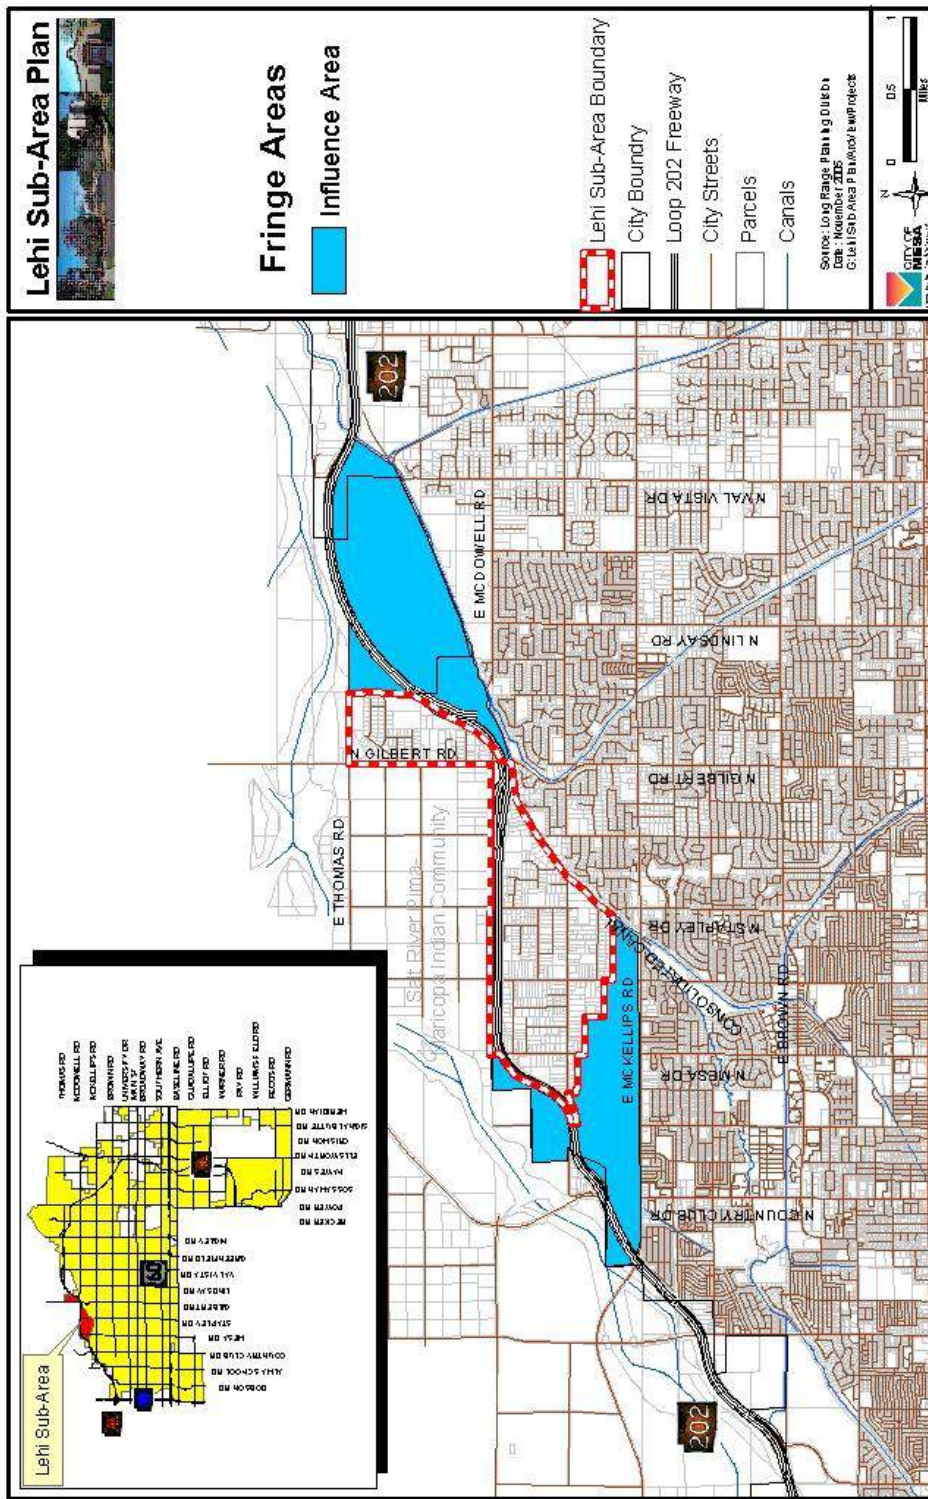 Lehi Sub-Area Plan
Fringe Areas
Influence Area
Lehi Sub-Area Boundary
City Boundry
Loop 202 Freeway
City Streets
Parcels
Canals
Source: Long Range Planning Division
Date: November 2005
N
0
0.5
1
Miles
CITY OF
MESA
Lehi Sub-Area
THOMAS RD
MCDOWELL RD
MCKELLIPS RD
BROWN RD
UNIVERSITY DR
MAIN ST
BROADWAY RD
SOUTHERN AVE
BASELINE RD
GUADALUPE RD
ELLIOT RD
WARNER RD
RAY RD
WILLIAMS FIELD RD
PECOS RD
GERMANN RD
DOBSON RD
ALMA SCHOOL RD
COUNTRY CLUB DR
MESA DR
STAPLEY DR
GILBERT RD
LINDSAY RD
VAL VISTA DR
GREENFIELD RD
HIGLEY RD
RECKER RD
POWER RD
SOSSAMAN RD
HAWES RD
ELLSWORTH RD
CRISMON RD
SIGNAL BUTTE RD
MERIDIAN DR
60
E THOMAS RD
Salt River Pima-
Maricopa Indian Community
N GILBERT RD
E MCDOWELL RD
202
E MCKELLIPS RD
CONSOLIDATED CANAL
N COUNTRY CLUB DR
N MESA DR
N STAPLEY DR
N GILBERT RD
N LINDSAY RD
N VAL VISTA DR
E BROWN RD
202